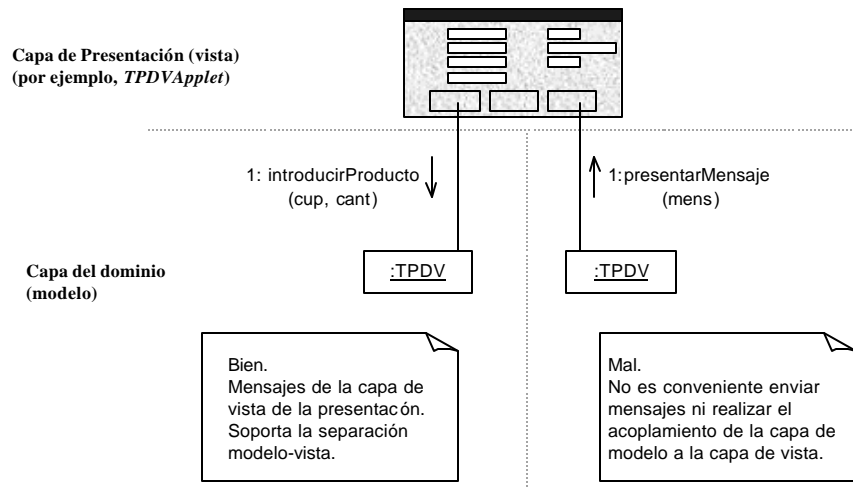 Capa de Presentación (vista)
(por ejemplo, TPDVApplet)
1: introducirProducto
(cup, cant)
1:presentarMensaje
(mens)
Capa del dominio
(modelo)
:TPDV
:TPDV
Bien.
Mensajes de la capa de
vista de la presentacón.
Soporta la separación
modelo-vista.
Mal.
No es conveniente enviar
mensajes ni realizar el
acoplamiento de la capa de
modelo a la capa de vista.